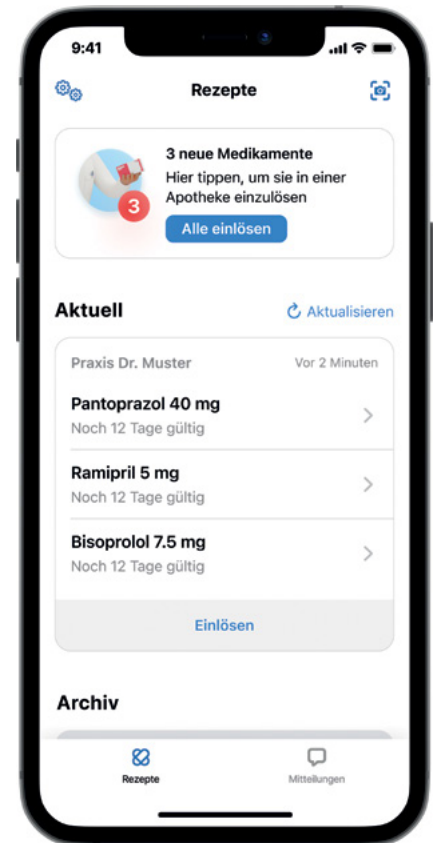 9:41
Rezepte
3 neue Medikamente
Hier tippen, um sie in einer
Apotheke einzulösen
3
Alle einlösen
Aktuell
Aktualisieren
Praxis Dr. Muster
Vor 2 Minuten
Pantoprazol 40 mg
Noch 12 Tage gültig
Ramipril 5 mg
Noch 12 Tage gültig
Bisoprolol 7.5 mg
Noch 12 Tage gültig
Einlösen
Archiv
Rezepte
Mitteilungen